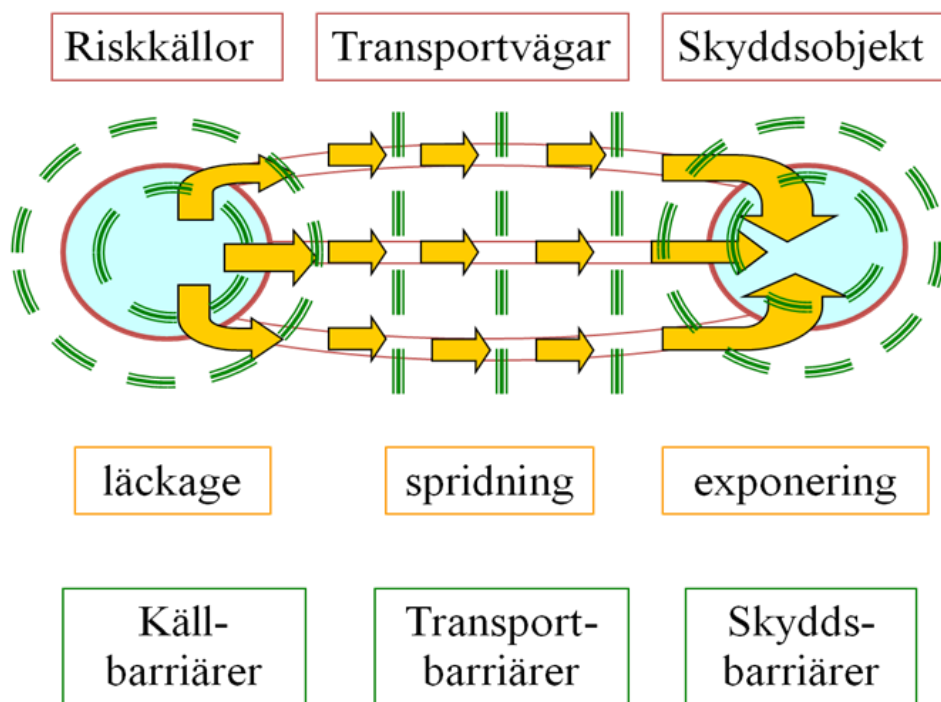 Riskkällor
Transportvägar
Skyddsobjekt
läckage
spridning
exponering
Käll-
barriärer
Transport-
barriärer
Skydds-
barriärer